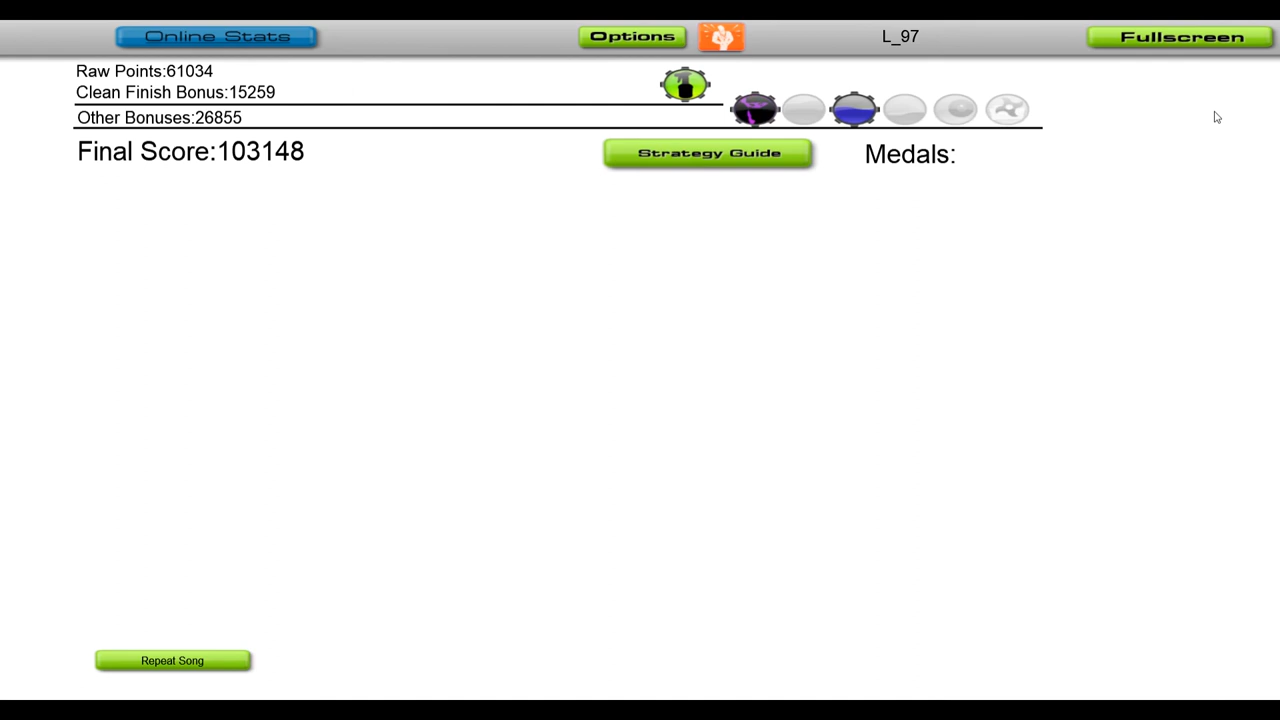 Online Stats
Options
L_97
Fullscreen
Raw Points:61034
Clean Finish Bonus:15259
Other Bonuses:26855
Final Score:103148
Strategy Guide
Medals:
Repeat Song